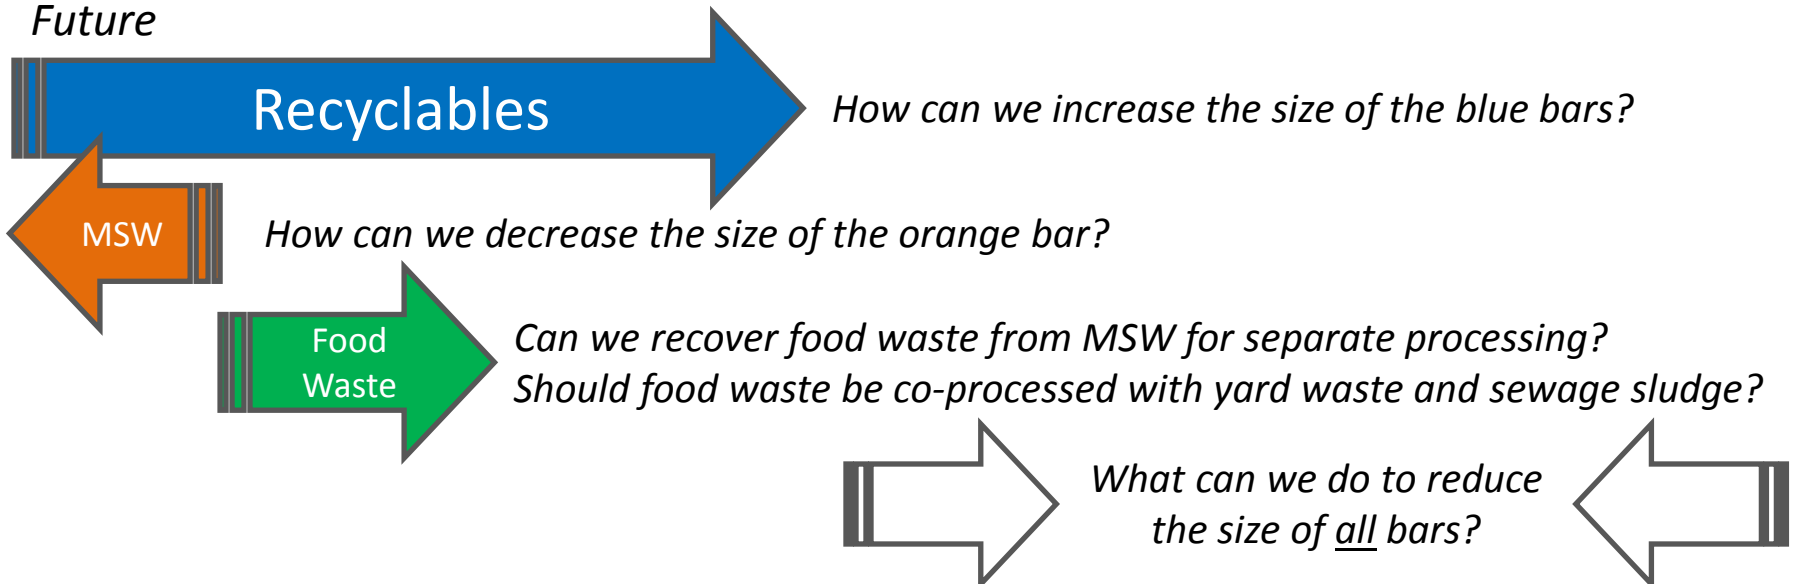 Future
Recyclables
How can we increase the size of the blue bars?
MSW
How can we decrease the size of the orange bar?
Food
Waste
Can we recover food waste from MSW for separate processing?
Should food waste be co-processed with yard waste and sewage sludge?
What can we do to reduce
the size of all bars?